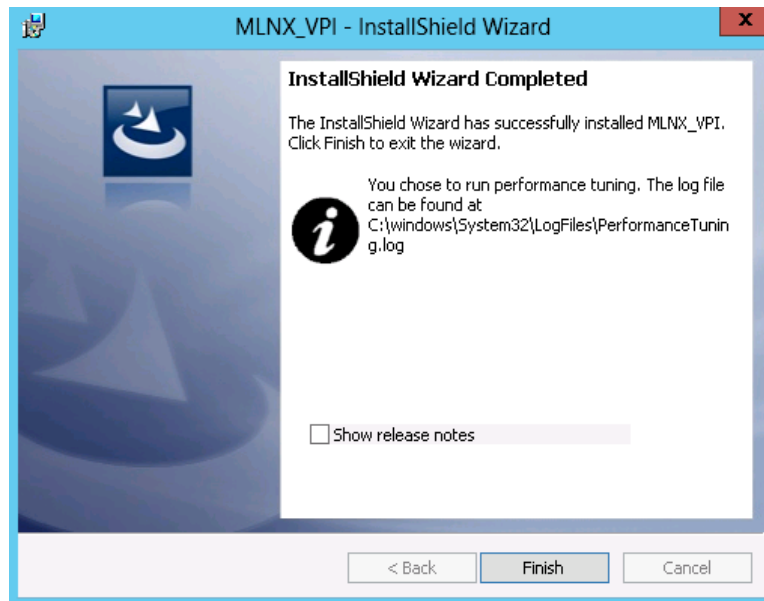 MLNX_VPI - InstallShield Wizard
x
InstallShield Wizard Completed
The InstallShield Wizard has successfully installed MLNX_VPI.
Click Finish to exit the wizard.
You chose to run performance tuning. The log file
can be found at
C:\windows\System32\LogFiles\PerformanceTunin
g.log
Show release notes
< Back
Finish
Cancel